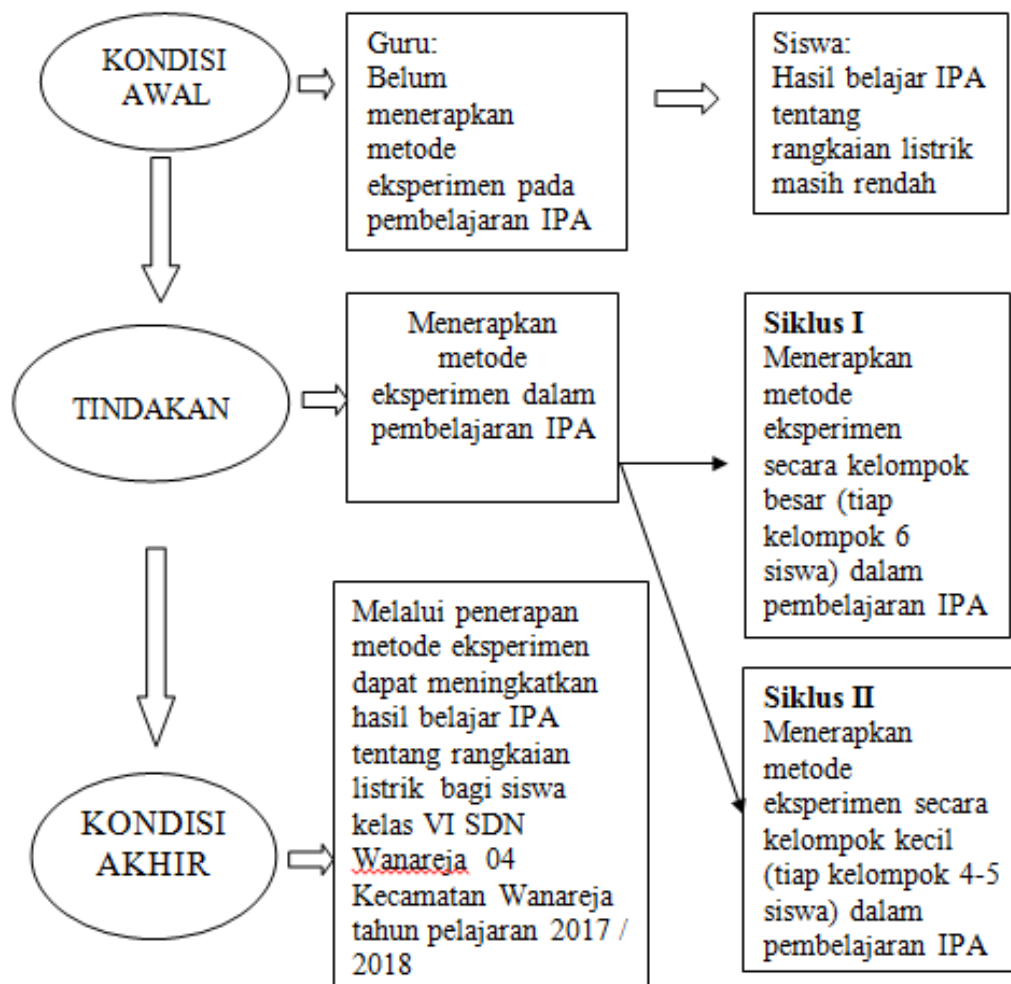 KONDISI
AWAL
Guru:
Belum
menerapkan
metode
eksperimen pada
pembelajaran IPA
Siswa:
Hasil belajar IPA
tentang
rangkaian listrik
masih rendah
TINDAKAN
Menerapkan
metode
eksperimen dalam
pembelajaran IPA
Siklus I
Menerapkan
metode
eksperimen
secara kelompok
besar (tiap
kelompok 6
siswa) dalam
pembelajaran IPA
Siklus II
Menerapkan
metode
eksperimen secara
kelompok kecil
(tiap kelompok 4-5
siswa) dalam
pembelajaran IPA
KONDISI
AKHIR
Melalui penerapan
metode eksperimen
dapat meningkatkan
hasil belajar IPA
tentang rangkaian
listrik bagi siswa
kelas VI SDN
Wanareja 04
Kecamatan Wanareja
tahun pelajaran 2017 /
2018